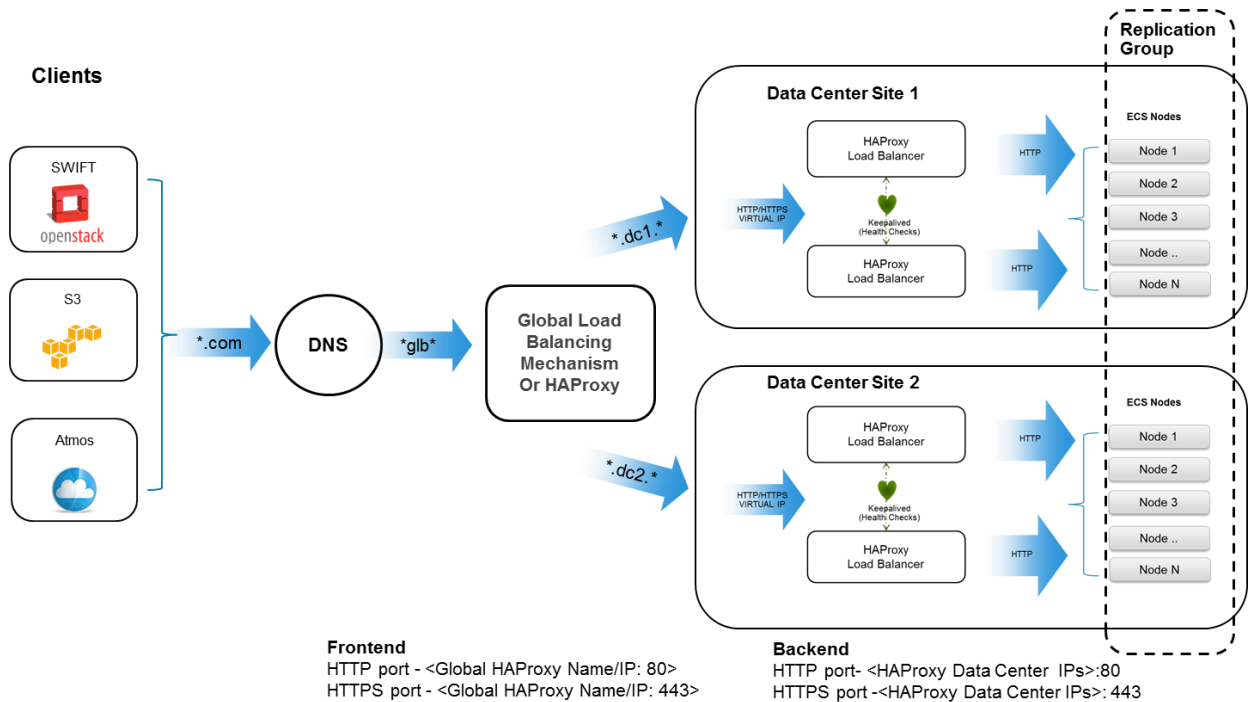 Replication
Group
Clients
Data Center Site 1
ECS Nodes
HAProxy
Load Balancer
HTTP
Node 1
SWIFT
openstack
Node 2
HTTP/HTTPS
VIRTUAL IP
Keepalived
(Health Checks)
*.dc1.*
Node 3
HAProxy
Load Balancer
HTTP
Node ..
Node N
S3
*.com
DNS
*glb*
Global Load
Balancing
Mechanism
Or HAProxy
Data Center Site 2
ECS Nodes
HAProxy
Load Balancer
HTTP
Node 1
Atmos
Node 2
*.dc2.*
HTTP/HTTPS
VIRTUAL IP
Keepalived
(Health Checks)
Node 3
HAProxy
Load Balancer
HTTP
Node ..
Node N
Frontend
HTTP port - <Global HAProxy Name/IP: 80>
HTTPS port - <Global HAProxy Name/IP: 443>
Backend
HTTP port- <HAProxy Data Center IPs>:80
HTTPS port -<HAProxy Data Center IPs>: 443